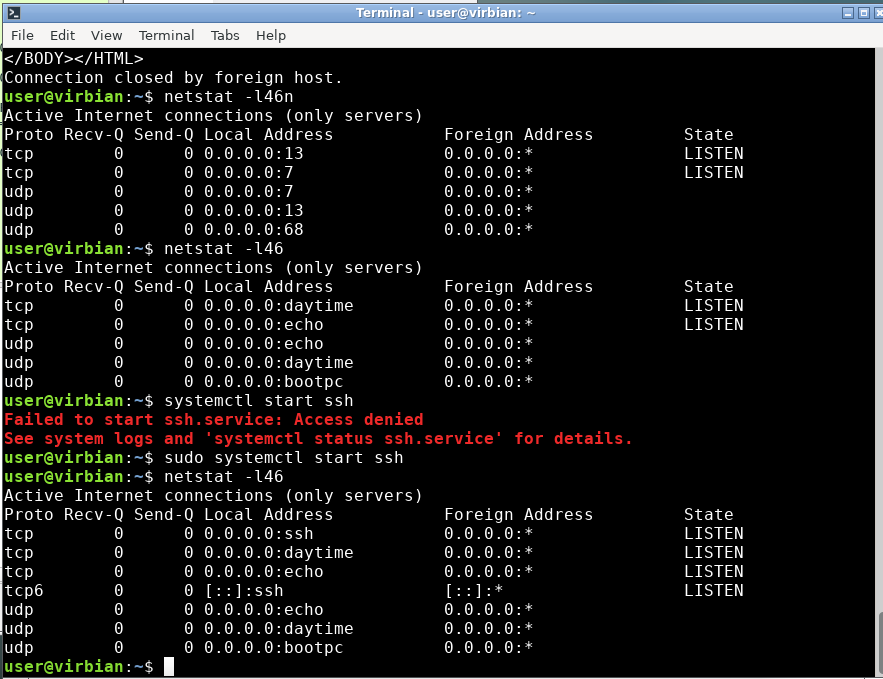 Terminal - user@virbian: ~
File Edit View Terminal Tabs Help
</BODY></HTML>
Connection closed by foreign host.
user@virbian:~$ netstat -l46n
Active Internet connections (only servers)
Proto Recv-Q Send-Q Local Address           Foreign Address         State
tcp        0      0 0.0.0.0:13              0.0.0.0:*               LISTEN
tcp        0      0 0.0.0.0:7               0.0.0.0:*               LISTEN
udp        0      0 0.0.0.0:7               0.0.0.0:*
udp        0      0 0.0.0.0:13              0.0.0.0:*
udp        0      0 0.0.0.0:68              0.0.0.0:*
user@virbian:~$ netstat -l46
Active Internet connections (only servers)
Proto Recv-Q Send-Q Local Address           Foreign Address         State
tcp        0      0 0.0.0.0:daytime         0.0.0.0:*               LISTEN
tcp        0      0 0.0.0.0:echo            0.0.0.0:*               LISTEN
udp        0      0 0.0.0.0:echo            0.0.0.0:*
udp        0      0 0.0.0.0:daytime         0.0.0.0:*
udp        0      0 0.0.0.0:bootpc          0.0.0.0:*
user@virbian:~$ systemctl start ssh
Failed to start ssh.service: Access denied
See system logs and 'systemctl status ssh.service' for details.
user@virbian:~$ sudo systemctl start ssh
user@virbian:~$ netstat -l46
Active Internet connections (only servers)
Proto Recv-Q Send-Q Local Address           Foreign Address         State
tcp        0      0 0.0.0.0:ssh             0.0.0.0:*               LISTEN
tcp        0      0 0.0.0.0:daytime         0.0.0.0:*               LISTEN
tcp        0      0 0.0.0.0:echo            0.0.0.0:*               LISTEN
tcp6       0      0 [::]:ssh                [::]:*                  LISTEN
udp        0      0 0.0.0.0:echo            0.0.0.0:*
udp        0      0 0.0.0.0:daytime         0.0.0.0:*
udp        0      0 0.0.0.0:bootpc          0.0.0.0:*
user@virbian:~$